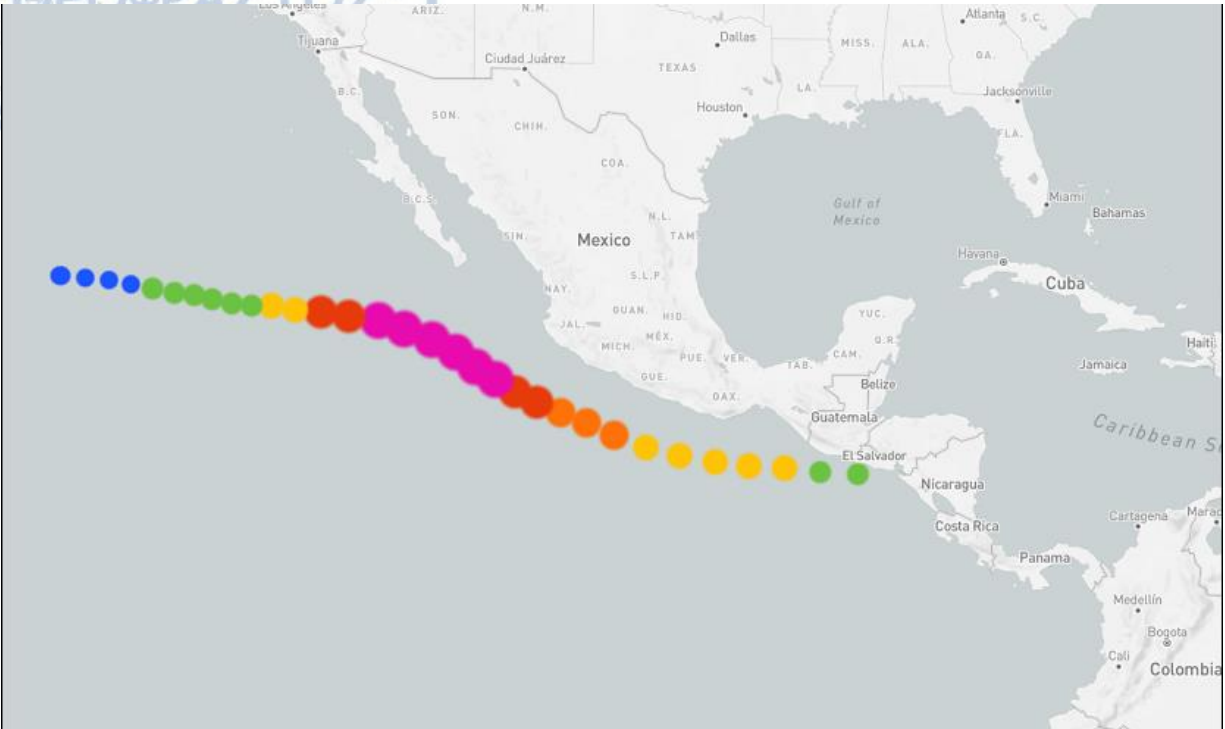 Los Angeles
ARIZ.
N.M.
Atlanta
S.C.
Tijuana
Dallas
Ciudad Juárez
MISS.
ALA.
GA.
TEXAS
B.C.
LA.
Jacksonville
Houston
SON.
CHIH.
FLA.
COA.
B.C.S.
Miami
Gulf of
Mexico
Bahamas
N.L.
SIN.
Mexico
TAM
Havana
S.L.P.
Cuba
NAY.
GUAN.
HID.
YUC.
JAL.
MÉX.
Q.R.
MICH.
Haiti
PUE.
VER.
CAM.
TAB.
Jamaica
GUE.
Belize
OAX.
Guatemala
Caribbean S
El Salvador
Nicaragua
Cartagena
Marac
Costa Rica
Panama
Medellín
Bogota
Cali
Colombia